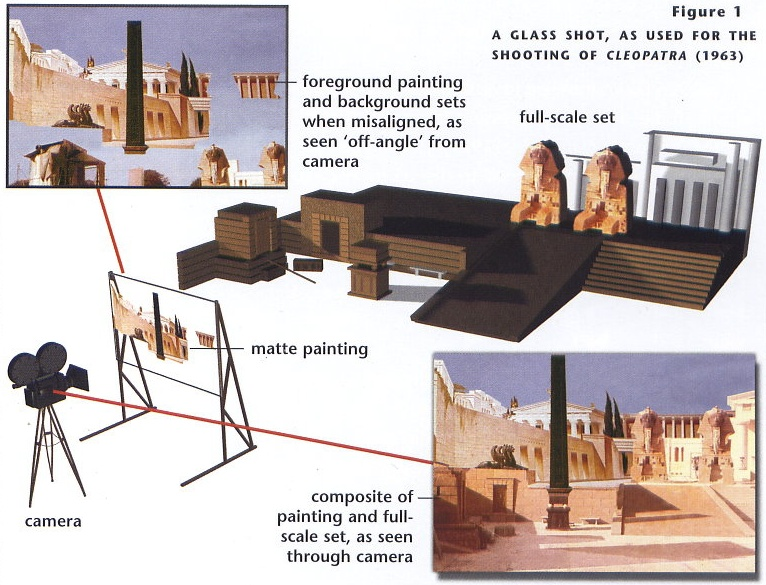 Figure 1
A GLASS SHOT, AS USED FOR THE
SHOOTING OF CLEOPATRA (1963)
foreground painting
and background sets
when misaligned, as
seen 'off-angle' from
camera
full-scale set
matte painting
camera
composite of
painting and full-
scale set, as seen
through camera